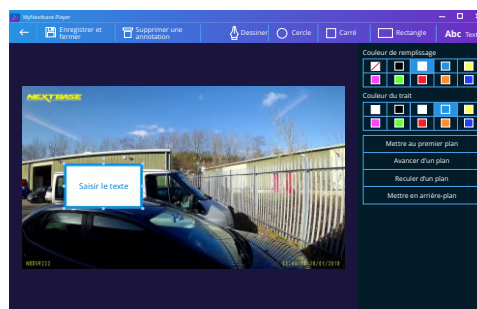 MyNextbase Player
Enregistrer et fermer
Supprimer une annotation
Dessiner
Cercle
Carré
Rectangle
Abc
Couleur de remplissage
NEXTBASE
Couleur du trait
Mettre au premier plan
Avancer d'un plan
Saisir le texte
Reculer d'un plan
Mettre en arrière-plan